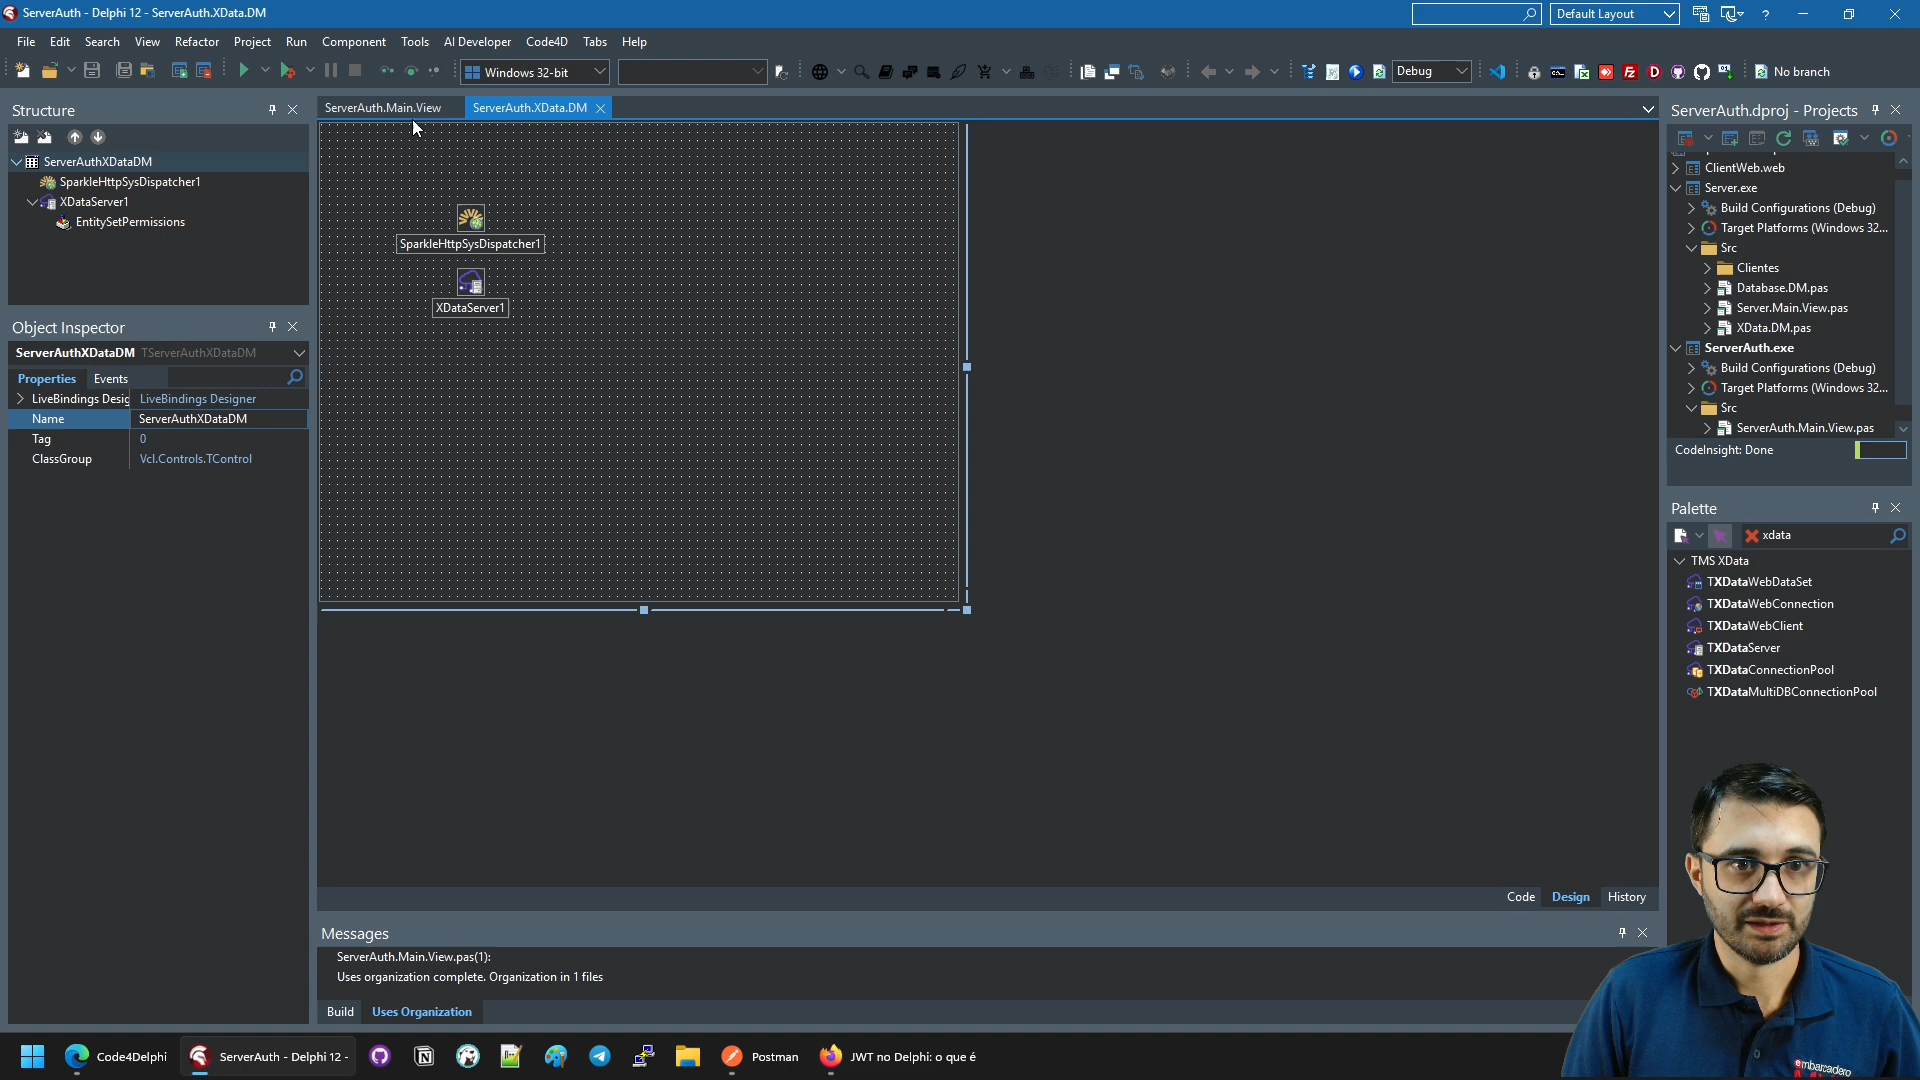 ServerAuth - Delphi 12 - ServerAuth.XData.DM
Default Layout
File Edit Search View Refactor Project Run Component Tools AI Developer Code4D Tabs Help
Windows 32-bit
Debug
No branch
Structure
ServerAuthXDataDM
SparkleHttpSysDispatcher1
XDataServer1
EntitySetPermissions
Object Inspector
ServerAuthXDataDM TServerAuthXDataDM
Properties Events
LiveBindings Desig LiveBindings Designer
Name ServerAuthXDataDM
Tag 0
ClassGroup Vcl.Controls.TControl
ServerAuth.Main.View ServerAuth.XData.DM
SparkleHttpSysDispatcher1
XDataServer1
Code Design History
Messages
ServerAuth.Main.View.pas(1):
Uses organization complete. Organization in 1 files
Build Uses Organization
ServerAuth.dproj - Projects
ClientWeb.web
Server.exe
Build Configurations (Debug)
Target Platforms (Windows 32...
Src
Clientes
Database.DM.pas
Server.Main.View.pas
XData.DM.pas
ServerAuth.exe
Build Configurations (Debug)
Target Platforms (Windows 32...
Src
ServerAuth.Main.View.pas
CodeInsight: Done
Palette
xdata
TMS XData
TXDataWebDataSet
TXDataWebConnection
TXDataWebClient
TXDataServer
TXDataConnectionPool
TXDataMultiDBConnectionPool
embarcadero
Code4Delphi
ServerAuth - Delphi 12 -
Postman
JWT no Delphi: o que é